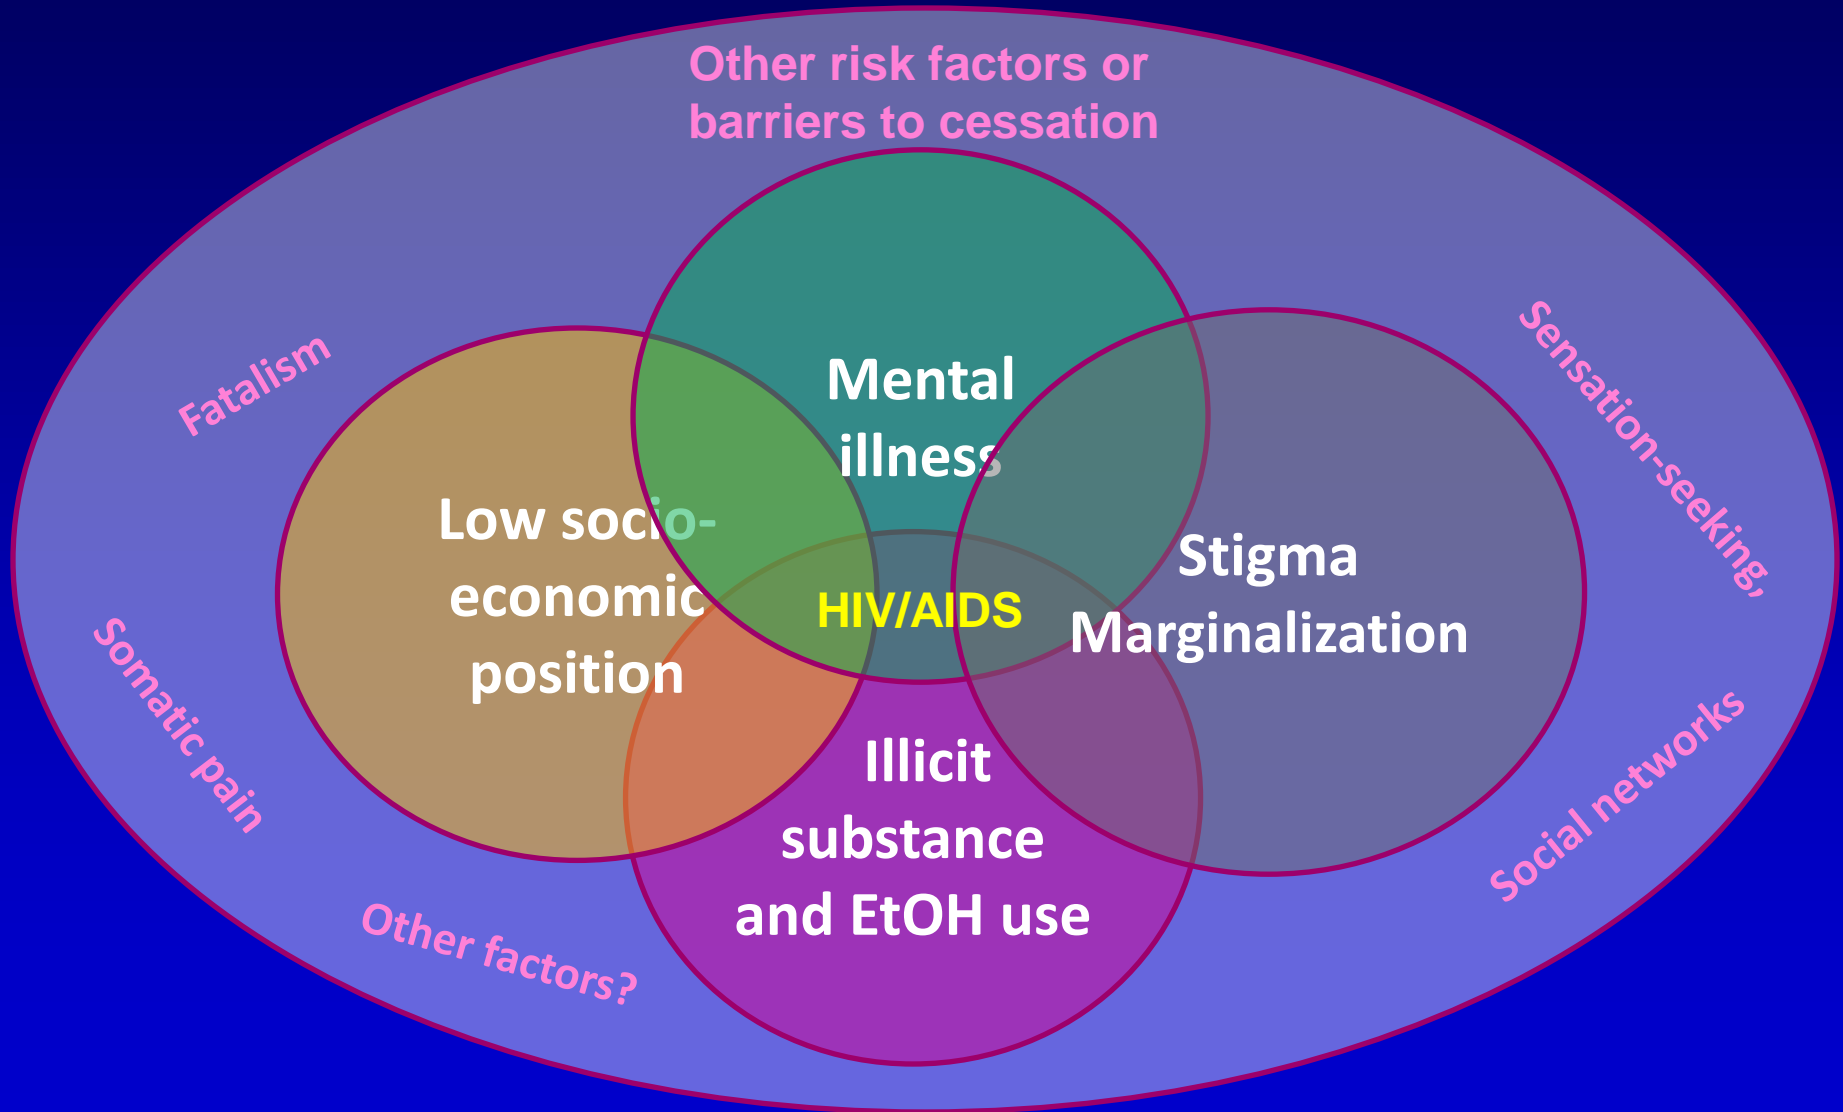 Other risk factors or
barriers to cessation
Fatalism
Sensation-seeking,
Mental
illness
Low socio-
economic
position
HIV/AIDS
Stigma
Marginalization
Somatic pain
Social networks
Illicit
substance
and EtOH use
Other factors?